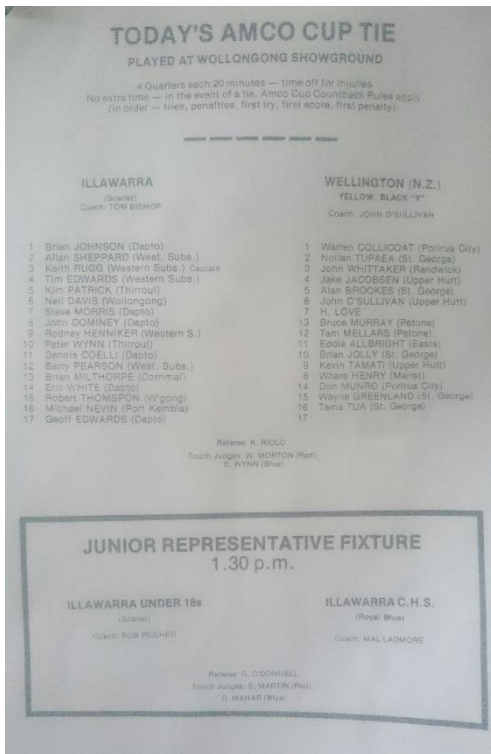 TODAY'S AMCO CUP TIE
PLAYED AT WOLLONGONG SHOWGROUND
4 Quarters each 20 minutes — time off for injuries
No extra time — in the event of a tie, Amco Cup Countback Rules apply
(in order — tries, penalties, first try, first score, first penalty).
ILLAWARRA
(Scarlet)
Coach: TOM BISHOP
1 Brian JOHNSON (Dapto)
2 Allan SHEPPARD (West. Subs.)
3 Keith RUGG (Western Subs.) Captain
4 Tim EDWARDS (Western Subs.)
5 Kim PATRICK (Thirroul)
6 Neil DAVIS (Wollongong)
7 Steve MORRIS (Dapto)
8 John DOMINEY (Dapto)
9 Rodney HENNIKER (Western S.)
10 Peter WYNN (Thirroul)
11 Dennis COELLI (Dapto)
12 Barry PEARSON (West. Subs.)
13 Brian MILTHORPE (Corrimal)
14 Eric WHITE (Dapto)
15 Robert THOMSPON (W'gong)
16 Michael NEVIN (Port Kembla)
17 Geoff EDWARDS (Dapto)
WELLINGTON (N.Z.)
YELLOW, BLACK "V"
Coach: JOHN O'SULLIVAN
1 Warren COLLICOAT (Porirua City)
2 Nollan TUPAEA (St. George)
3 John WHITTAKER (Randwick)
4 Jake JACOBSEN (Upper Hutt)
5 Alan BROOKES (St. George)
6 John O'SULLIVAN (Upper Hutt)
7 H. LOVE
13 Bruce MURRAY (Petone)
12 Tam MELLARS (Petone)
11 Eddie ALLBRIGHT (Easts)
10 Brian JOLLY (St. George)
9 Kevin TAMATI (Upper Hutt)
8 Whare HENRY (Marist)
14 Don MUNRO (Porirua City)
15 Wayne GREENLAND (St. George)
16 Tama TUA (St. George)
17
Referee: K. RIOLO
Touch Judges: W. MORTON (Red),
E. WYNN (Blue)
JUNIOR REPRESENTATIVE FIXTURE
1.30 p.m.
ILLAWARRA UNDER 18s
(Scarlet)
Coach: BOB PILCHER
ILLAWARRA C.H.S.
(Royal Blue)
Coach: MAL LADMORE
Referee: G. O'DONNELL
Touch Judges: S. MARTIN (Red)
D. MAHAR (Blue)